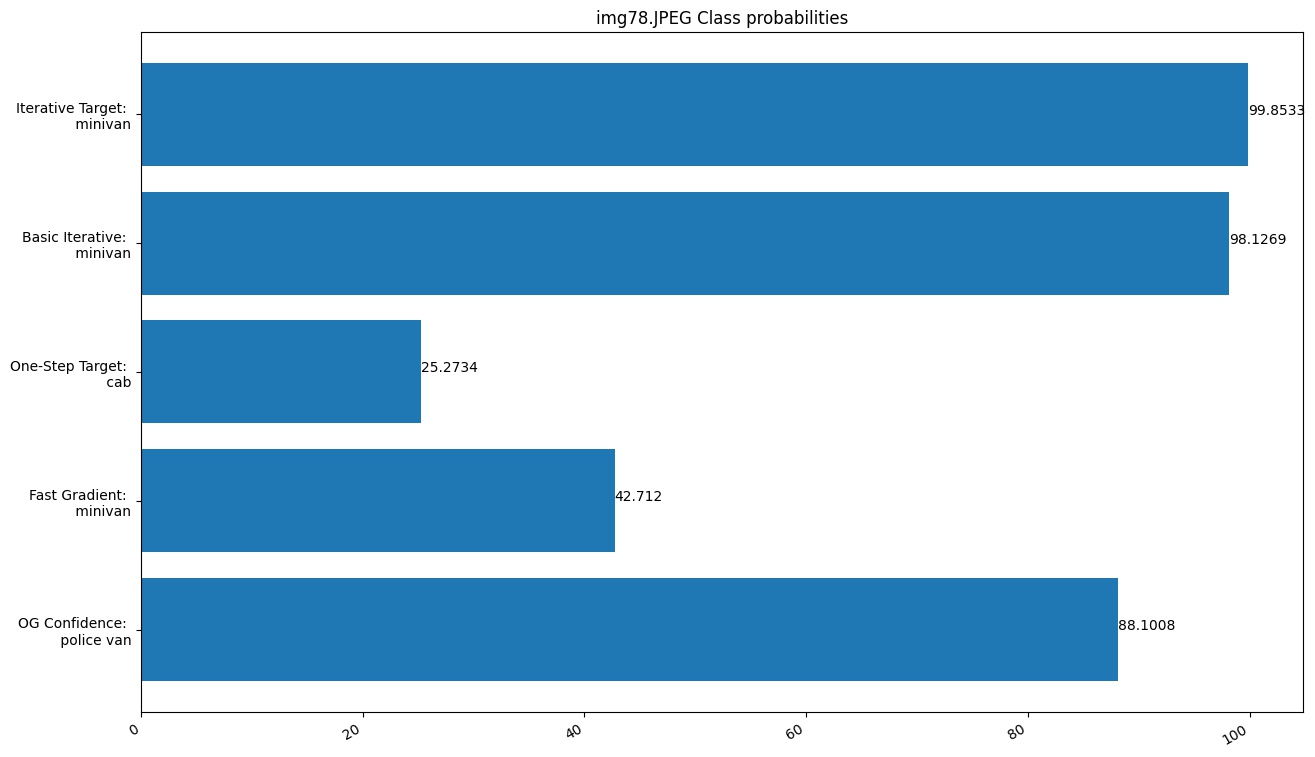 img78.JPEG Class probabilities
Iterative Target:
minivan
99.8533
Basic Iterative:
minivan
98.1269
One-Step Target:
cab
25.2734
Fast Gradient:
minivan
42.712
OG Confidence:
police van
88.1008
0
20
40
60
80
100